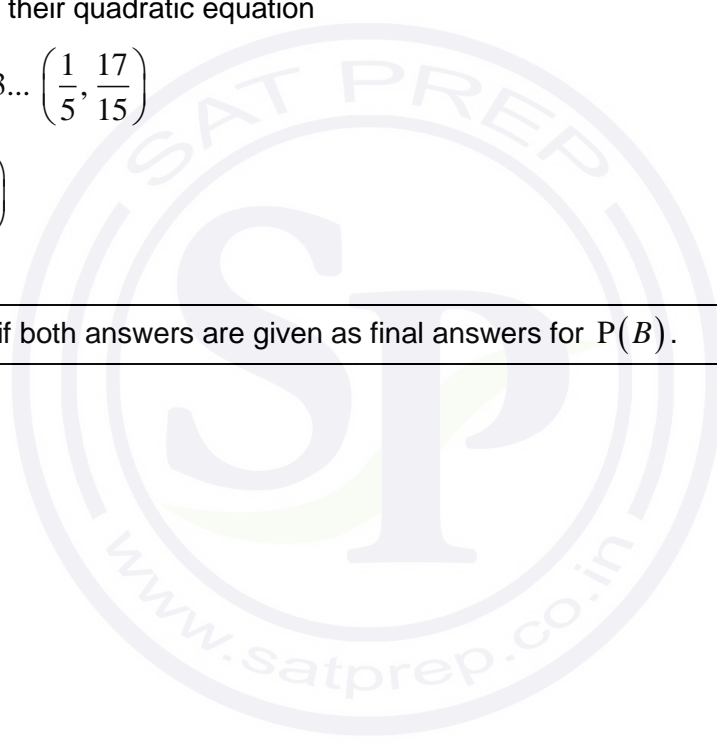 their quadratic equation
3... (1/5, 17/15)
)
if both answers are given as final answers for P(B).
SAT PREP
SP
www.satprep.co.in